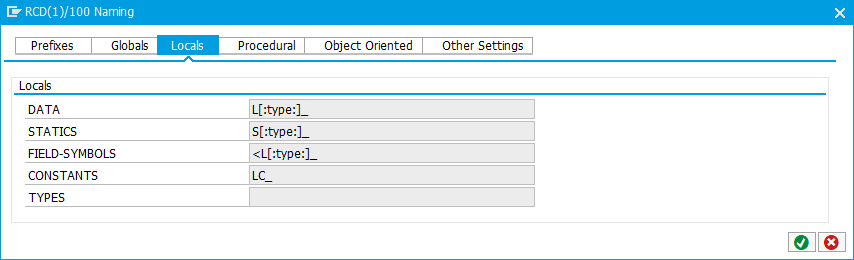 RCD(1)/100 Naming
Prefixes Globals Locals Procedural Object Oriented Other Settings
Locals
DATA L[:type:]_
STATICS S[:type:]_
FIELD-SYMBOLS <L[:type:]_
CONSTANTS LC_
TYPES